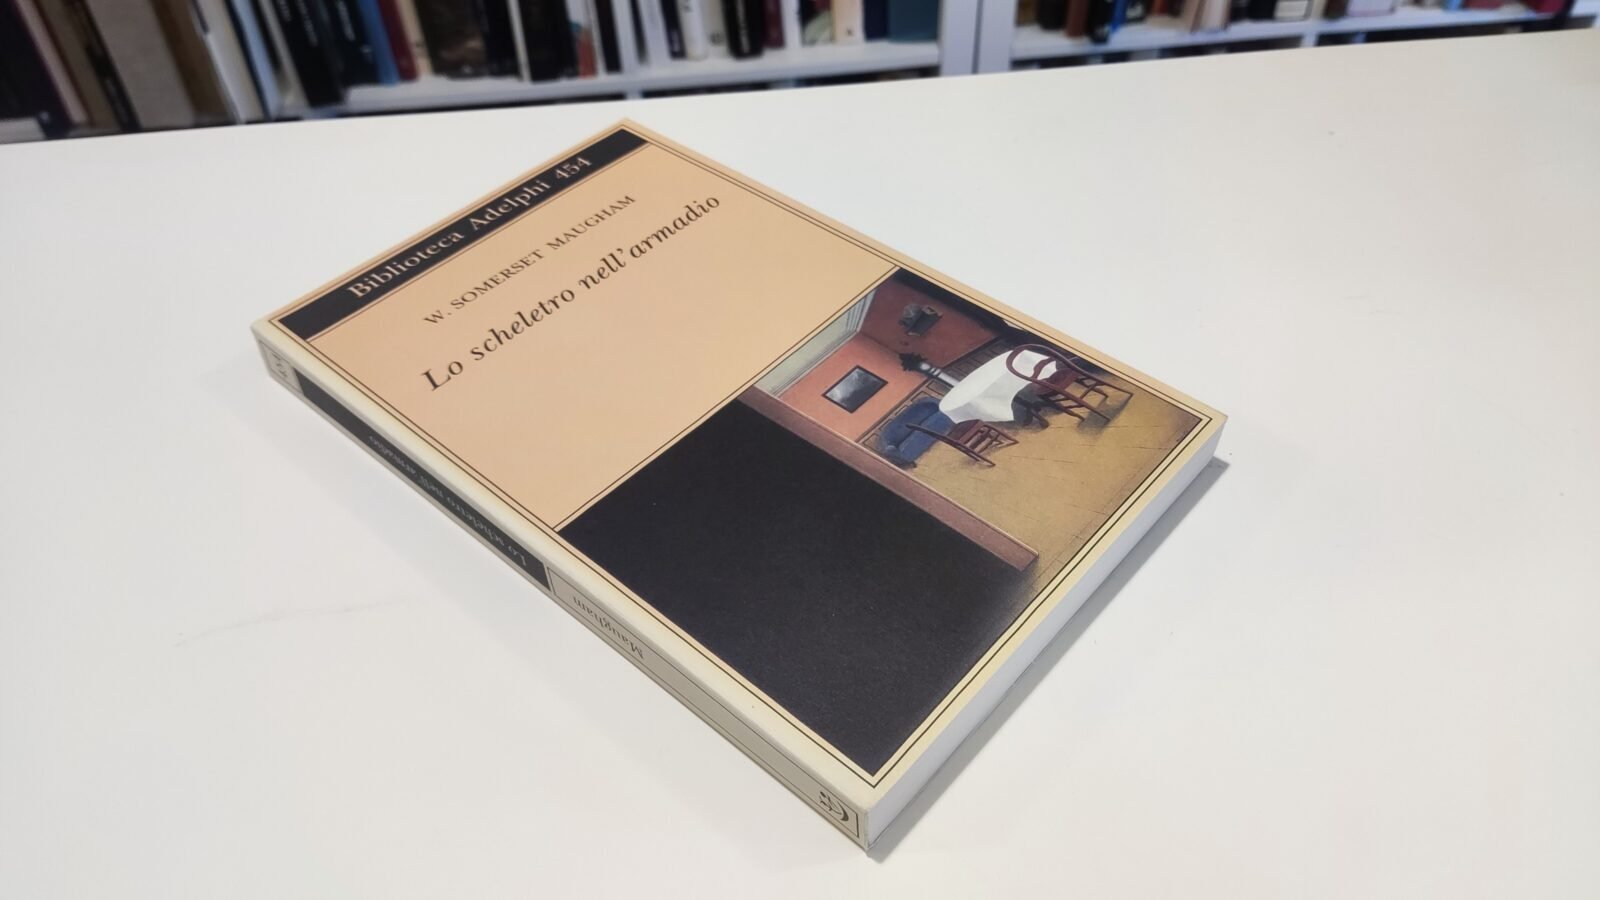 Biblioteca Adelphi 454
W. SOMERSET MAUGHAM
Lo scheletro nell'armadio
Lo scheletro nell'armadio
Maugham